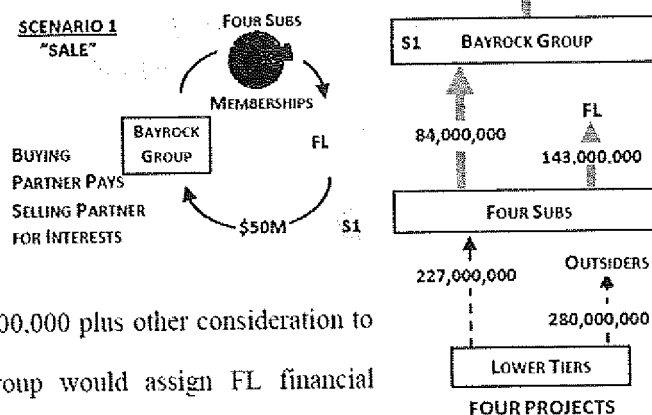 SCENARIO 1
"SALE"
FOUR SUBS
MEMBERSHIPS
BAYROCK
GROUP
FL
BUYING
PARTNER PAYS
SELLING PARTNER
FOR INTERESTS
$50M
S1
S1 BAYROCK GROUP
84,000,000
FL
143,000,000
FOUR SUBS
227,000,000
OUTSIDERS
280,000,000
LOWER TIERS
FOUR PROJECTS
00,000 plus other consideration to
roup would assign FL financial